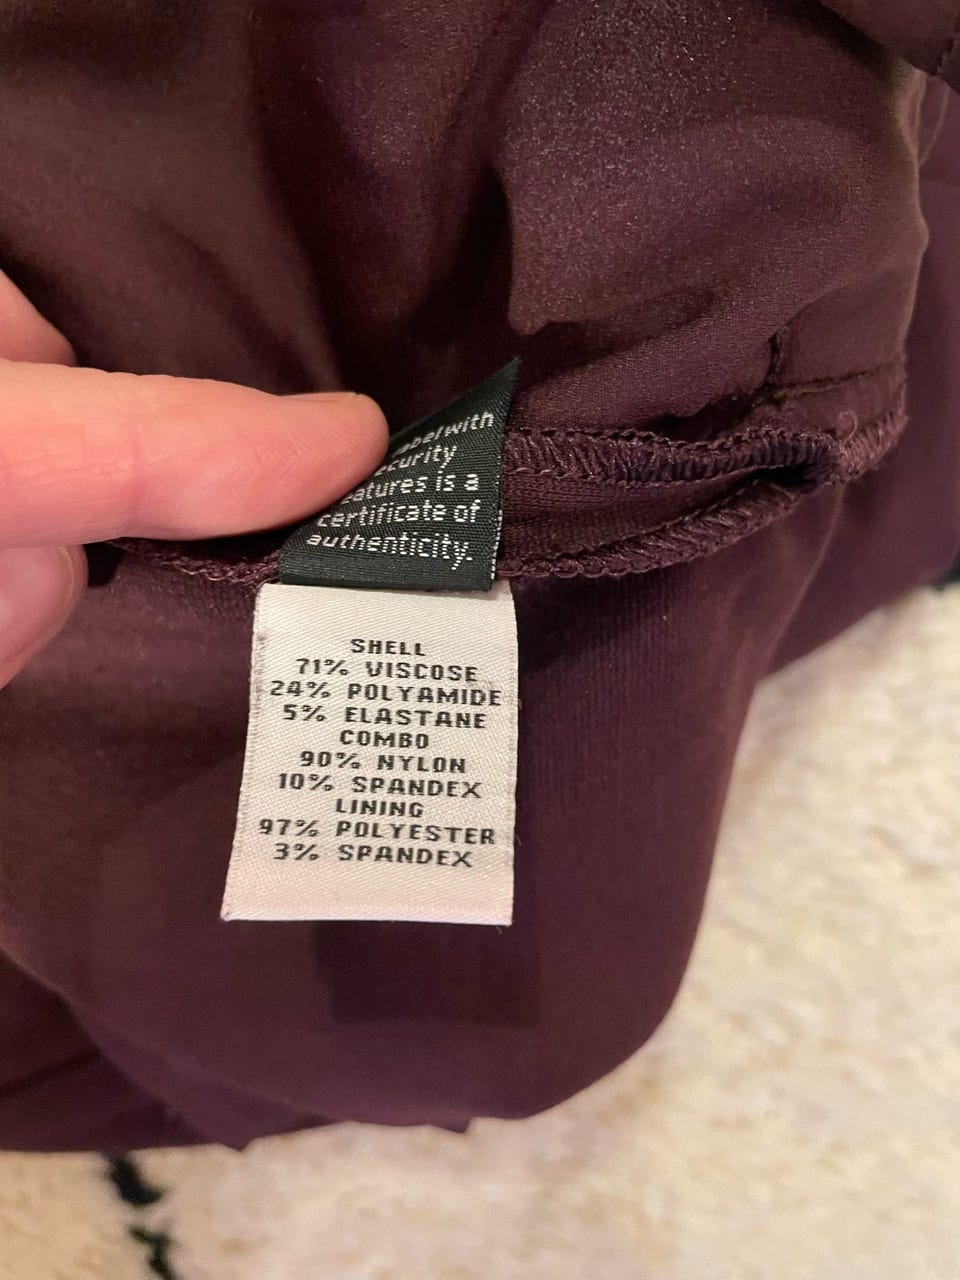 with
a
certificate of
authenticity.
SHELL
71% VISCOSE
24% POLYAMIDE
5% ELASTANE
COMBO
90% NYLON
10% SPANDEX
LINING
97% POLYESTER
3% SPANDEX